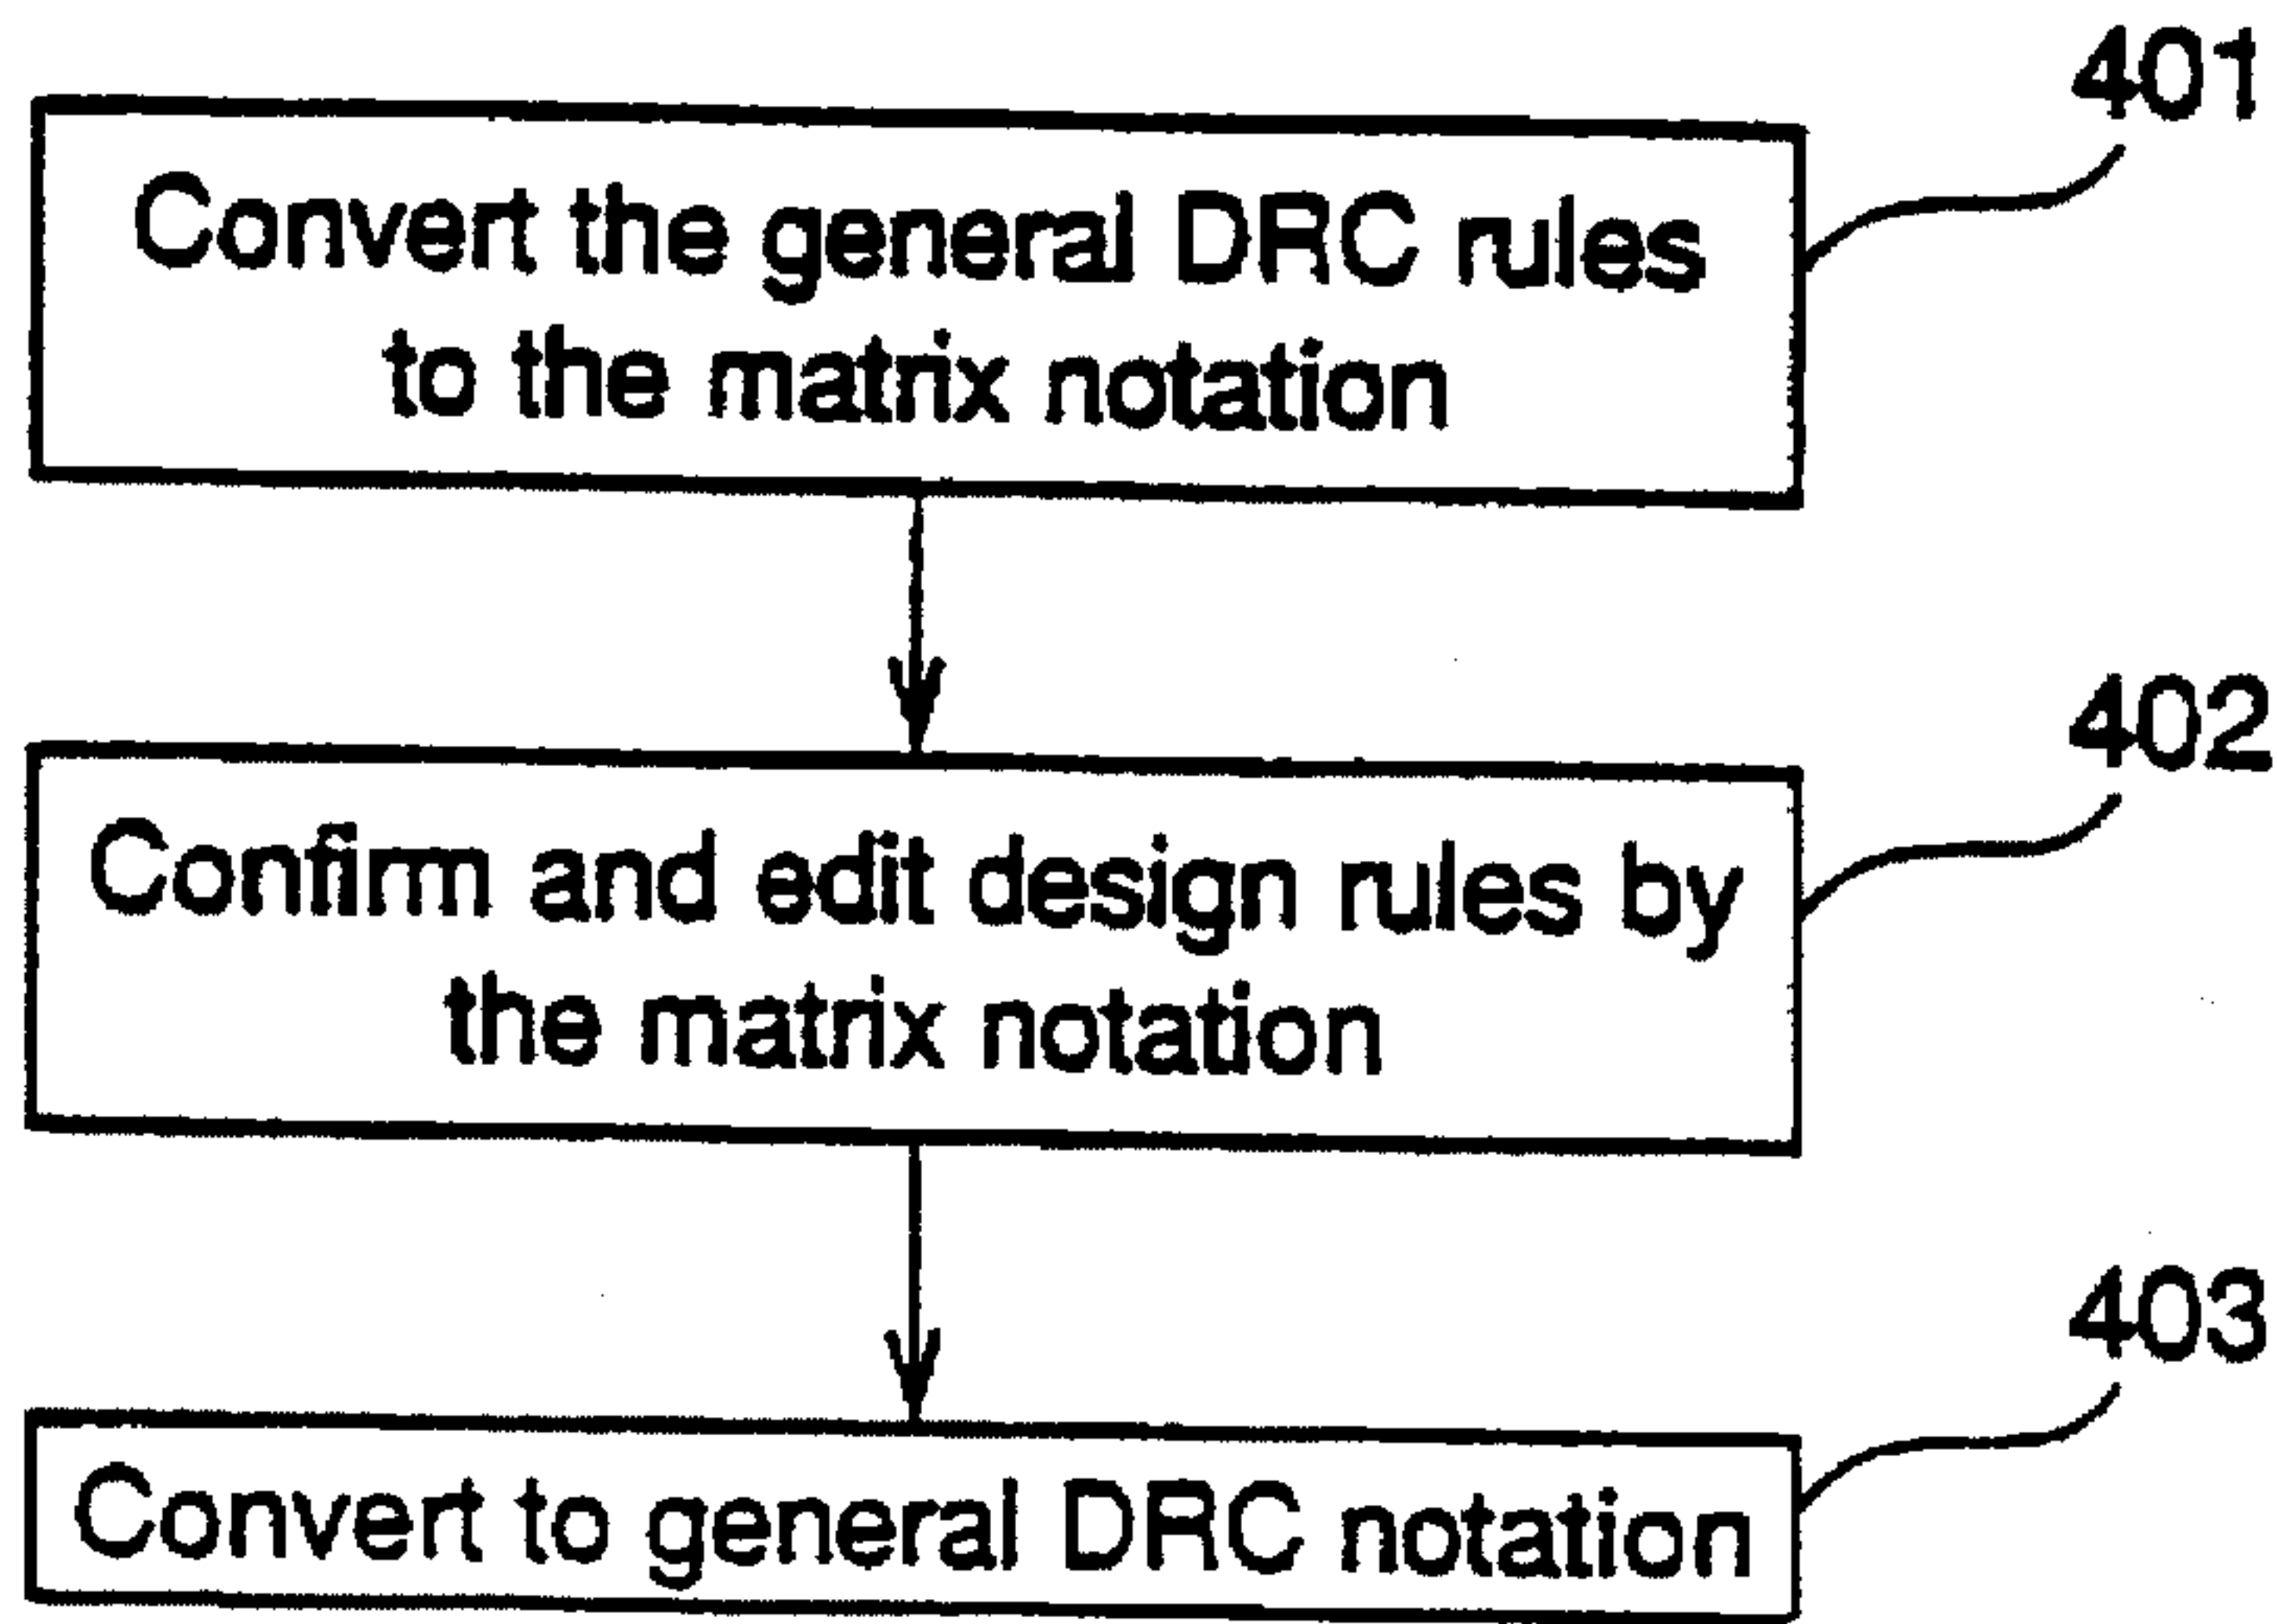 401
Convert the general DRC rules
to the matrix notation
402
Confirm and edit design rules by
the matrix notation
403
Convert to general DRC notation